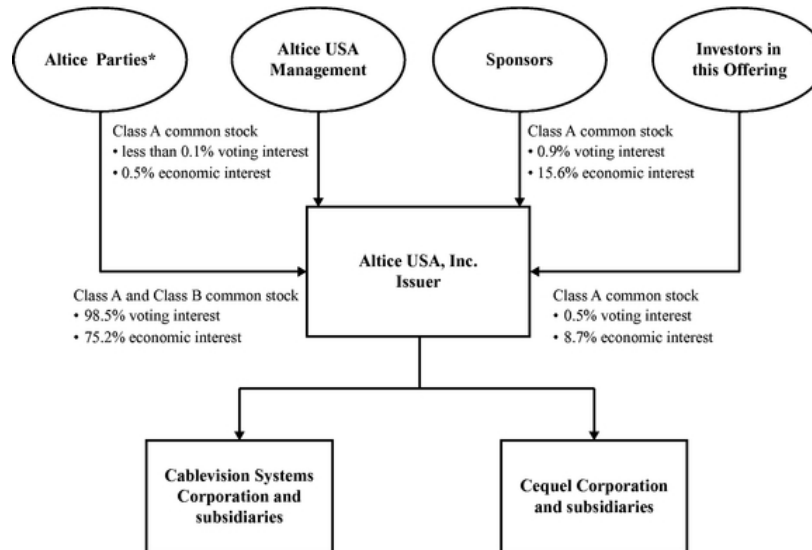 Altice Parties*
Altice USA
Management
Sponsors
Investors in
this Offering
Class A common stock
• less than 0.1% voting interest
• 0.5% economic interest
Class A common stock
• 0.9% voting interest
• 15.6% economic interest
Altice USA, Inc.
Issuer
Class A and Class B common stock
• 98.5% voting interest
• 75.2% economic interest
Class A common stock
• 0.5% voting interest
• 8.7% economic interest
Cablevision Systems
Corporation and
subsidiaries
Cequel Corporation
and subsidiaries